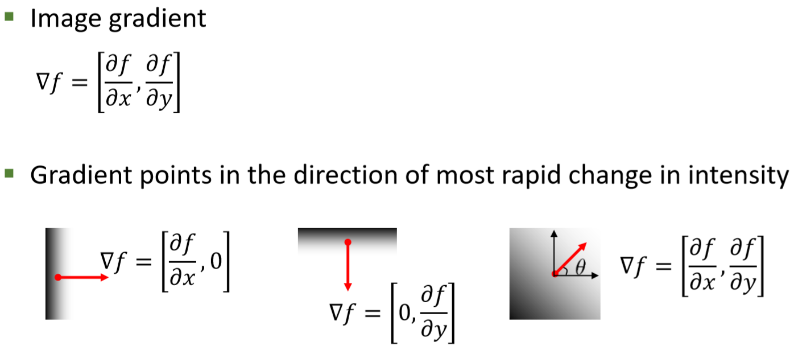 ▪ Image gradient
∇f = [∂f/∂x, ∂f/∂y]
▪ Gradient points in the direction of most rapid change in intensity
∇f = [∂f/∂x, 0]
∇f = [0, ∂f/∂y]
θ
∇f = [∂f/∂x, ∂f/∂y]